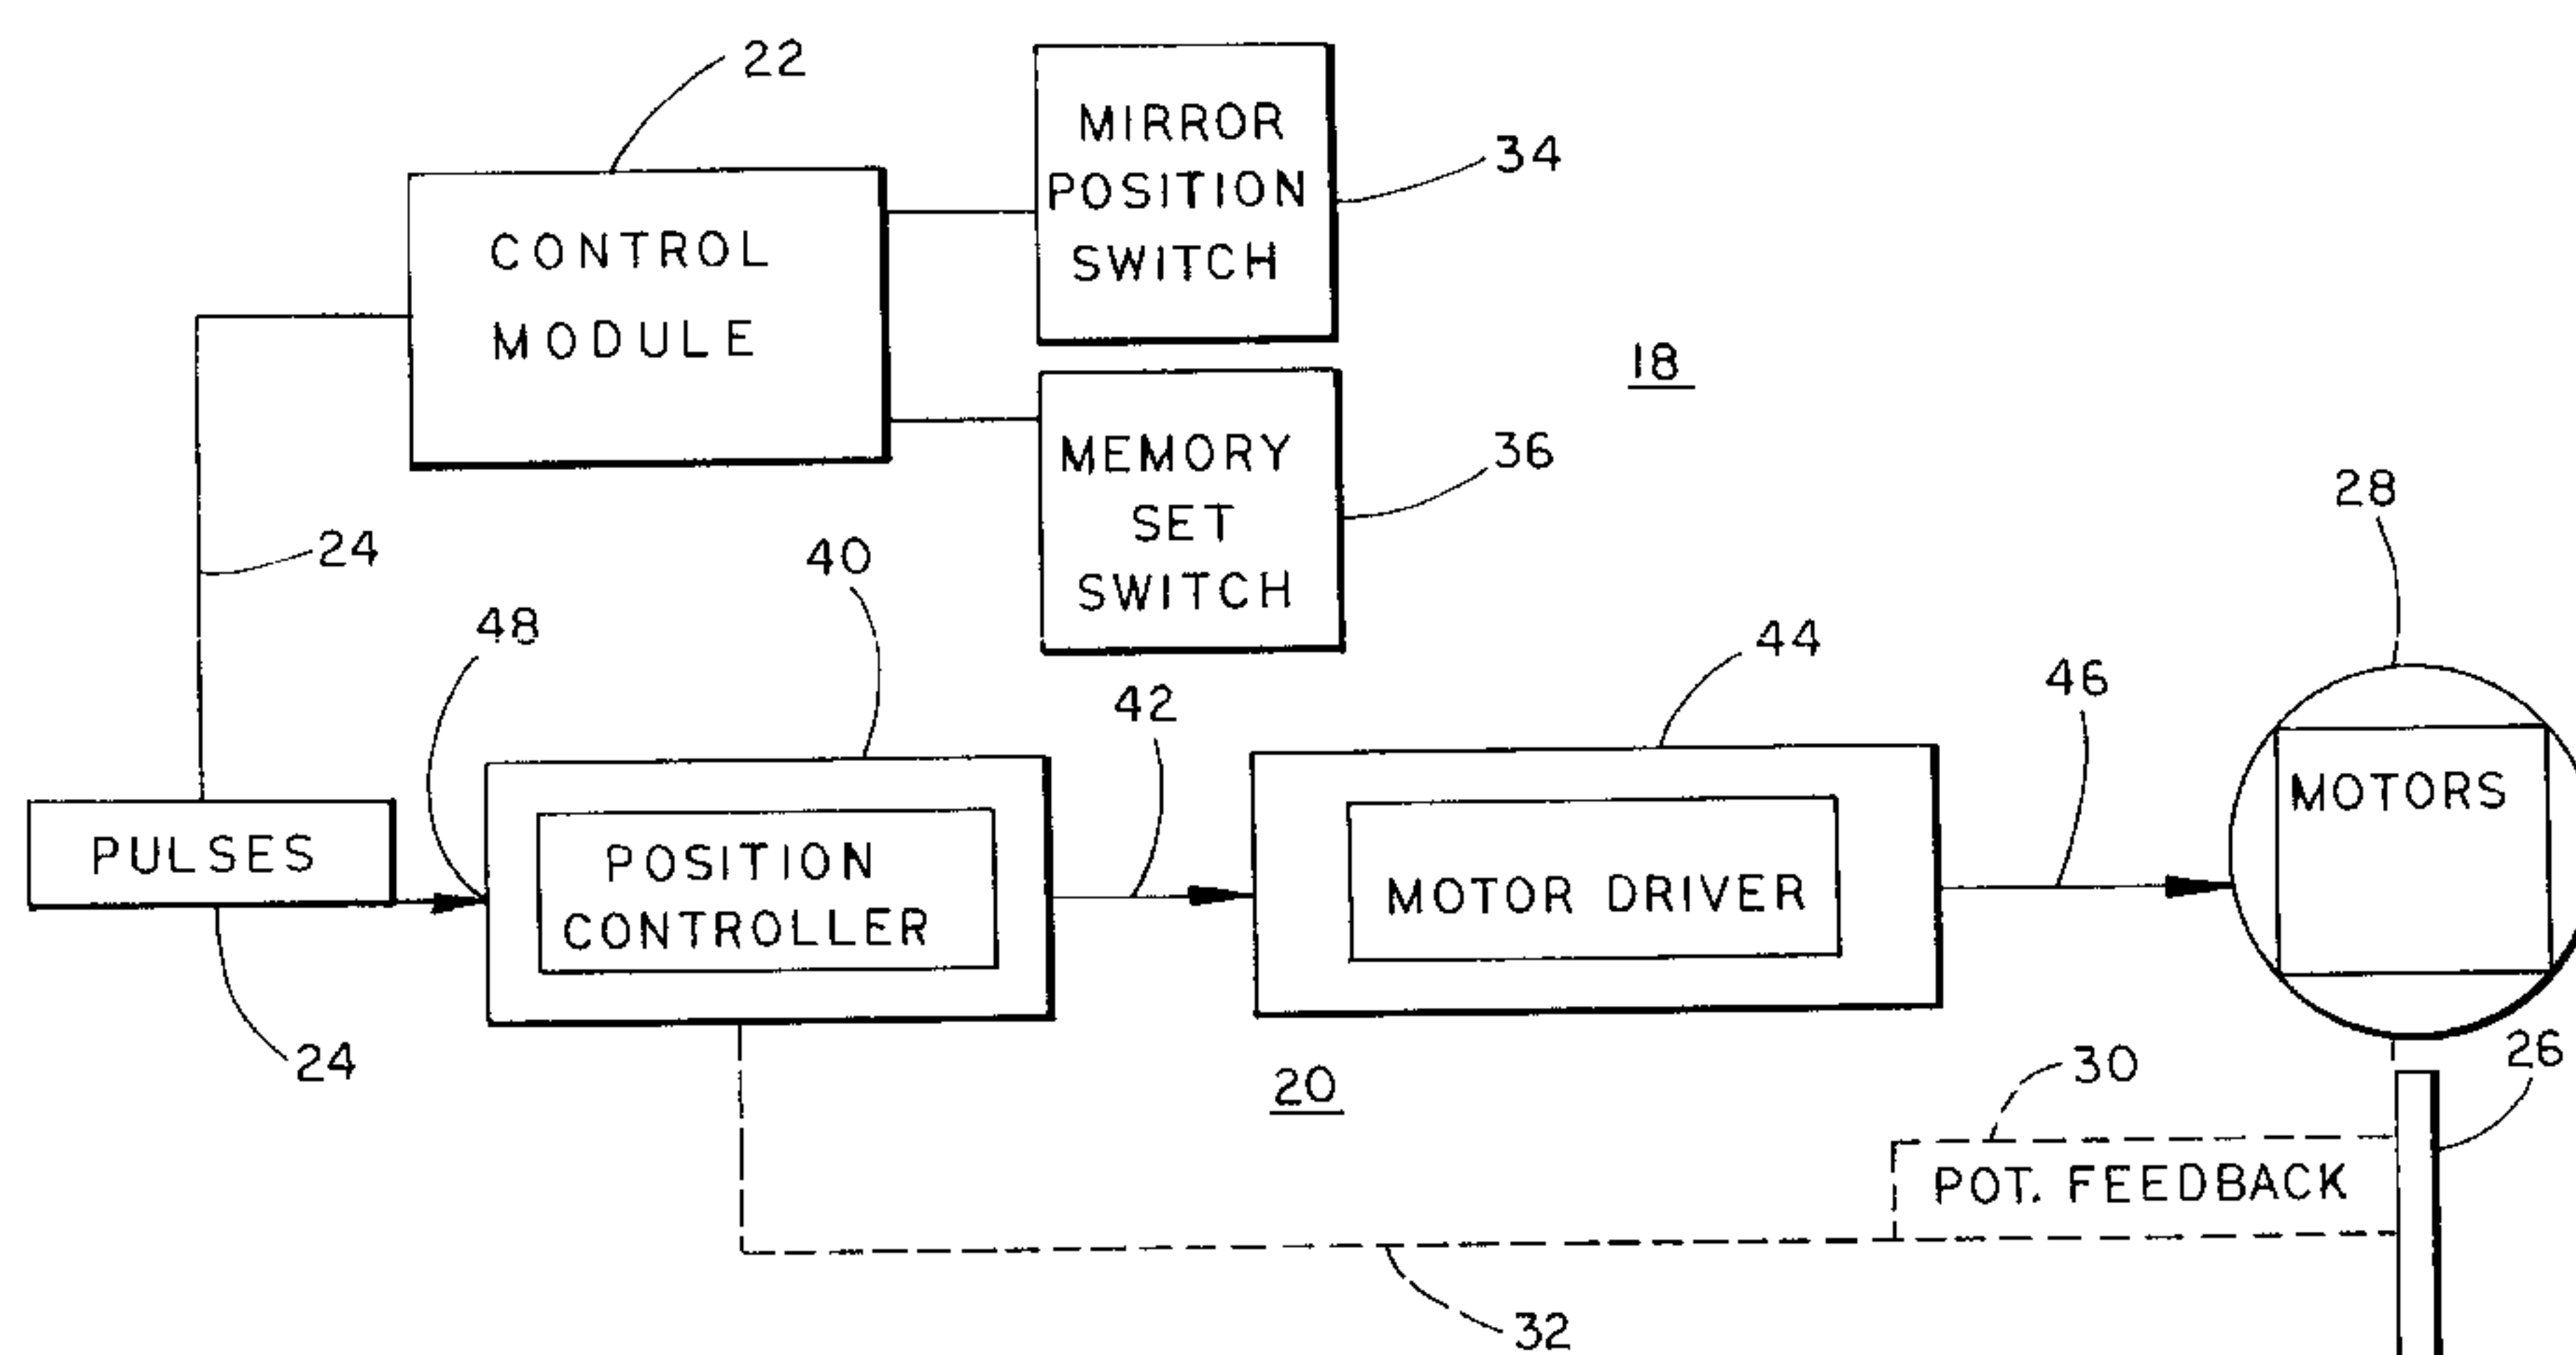 22
MIRROR
POSITION
SWITCH
34
CONTROL
MODULE
18
MEMORY
SET
SWITCH
36
28
24
40
48
44
42
46
MOTORS
PULSES
POSITION
CONTROLLER
MOTOR DRIVER
24
20
30
26
POT. FEEDBACK
32